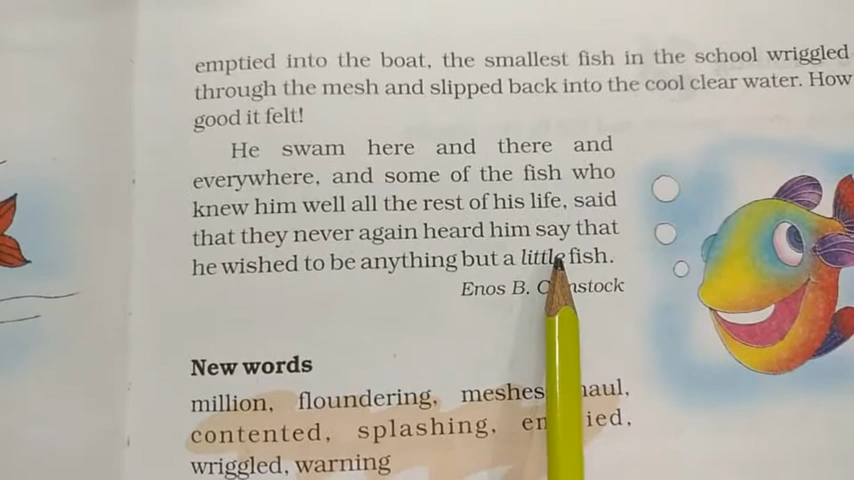 emptied into the boat, the smallest fish in the school wriggled
through the mesh and slipped back into the cool clear water. How
good it felt!
He swam here and there and
everywhere, and some of the fish who
knew him well all the rest of his life, said
that they never again heard him say that
he wished to be anything but a little fish.
Enos B.
New words
million, floundering, meshes, haul,
contented, splashing,
wriggled, warning